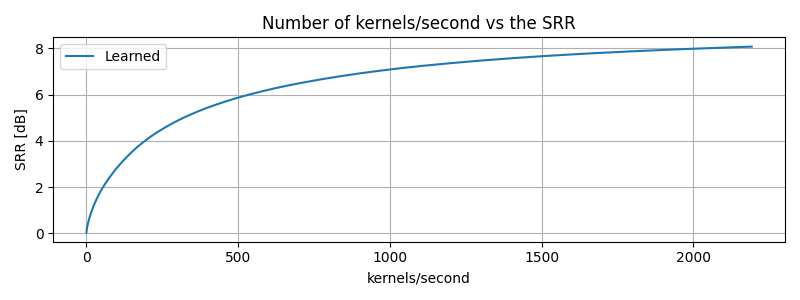 Number of kernels/second vs the SRR
Learned
SRR [dB]
8
6
4
2
0
0 500 1000 1500 2000
kernels/second